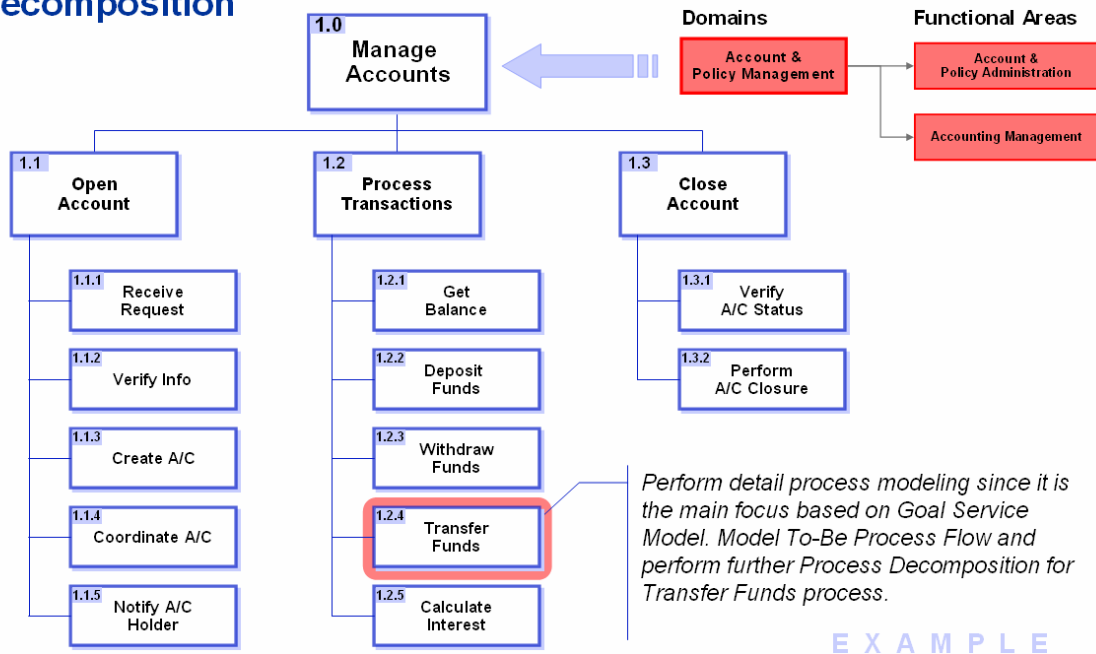 ecomposition
1.0
Manage
Accounts
Domains
Account &
Policy Management
Functional Areas
Account &
Policy Administration
Accounting Management
1.1
Open
Account
1.2
Process
Transactions
1.3
Close
Account
1.1.1
Receive
Request
1.1.2
Verify Info
1.1.3
Create A/C
1.1.4
Coordinate A/C
1.1.5
Notify A/C
Holder
1.2.1
Get
Balance
1.2.2
Deposit
Funds
1.2.3
Withdraw
Funds
1.2.4
Transfer
Funds
1.2.5
Calculate
Interest
1.3.1
Verify
A/C Status
1.3.2
Perform
A/C Closure
Perform detail process modeling since it is
the main focus based on Goal Service
Model. Model To-Be Process Flow and
perform further Process Decomposition for
Transfer Funds process.
EXAMPLE